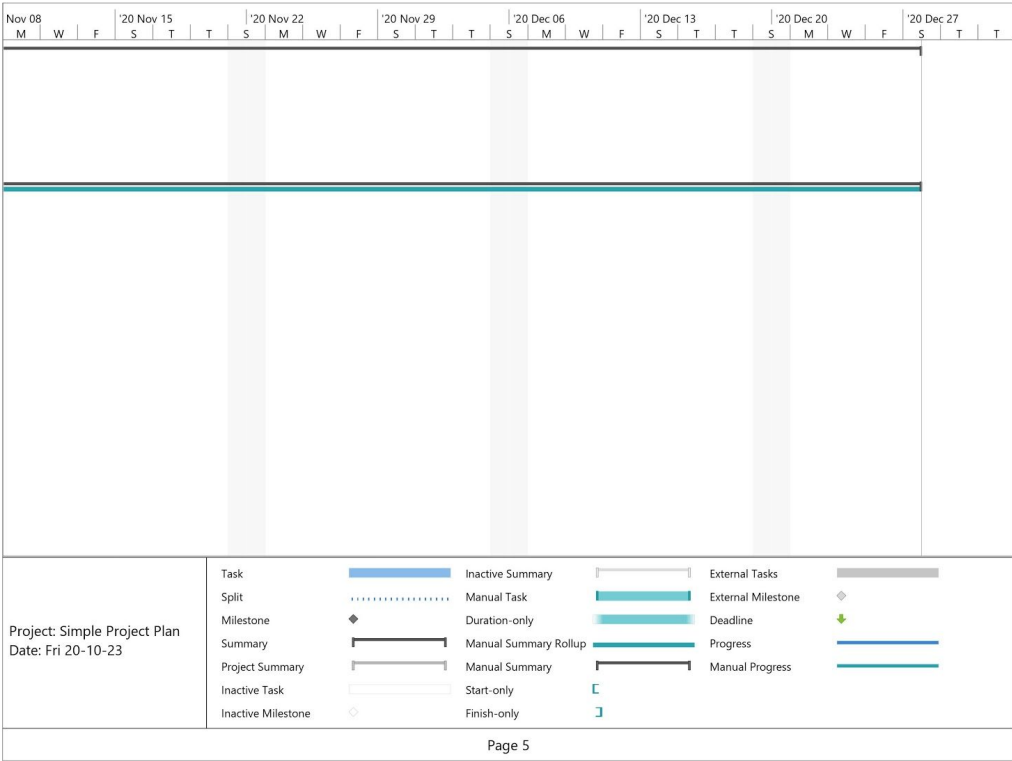 Nov 08 '20 Nov 15 '20 Nov 22 '20 Nov 29 '20 Dec 06 '20 Dec 13 '20 Dec 20 '20 Dec 27
M W F S T T S M W F S T T S M W F S T T S M W F S T T
Task Inactive Summary External Tasks
Split Manual Task External Milestone
Milestone Duration-only Deadline
Project: Simple Project Plan
Summary Manual Summary Rollup Progress
Date: Fri 20-10-23
Project Summary Manual Summary Manual Progress
Inactive Task Start-only
Inactive Milestone Finish-only
Page 5